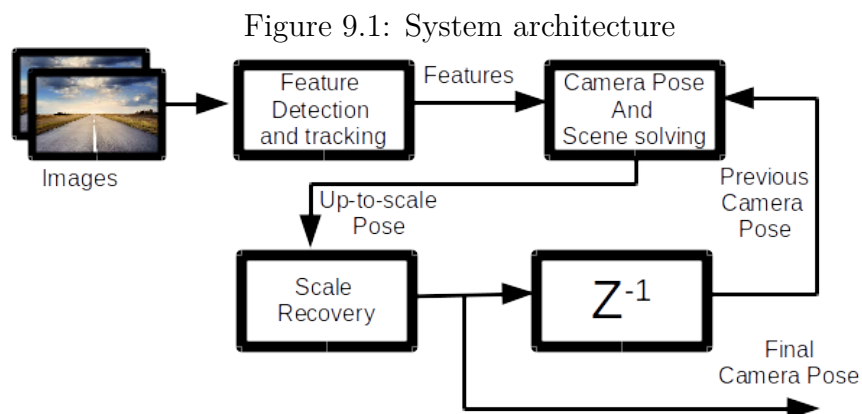 Figure 9.1: System architecture
Feature
Detection
and tracking
Features
Camera Pose
And
Scene solving
Images
Up-to-scale
Pose
Previous
Camera
Pose
Scale
Recovery
Z-1
Final
Camera Pose